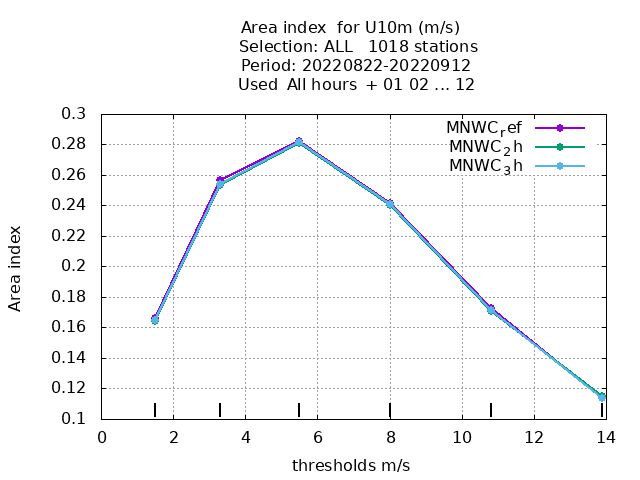 Area index  for U10m (m/s)
Selection: ALL   1018 stations
Period: 20220822-20220912
Used  All hours  + 01 02 ... 12
0.3
0.28
0.26
0.24
0.22
0.2
0.18
0.16
0.14
0.12
0.1
Area index
MNWC_ref
MNWC_2h
MNWC_3h
0 2 4 6 8 10 12 14
thresholds m/s